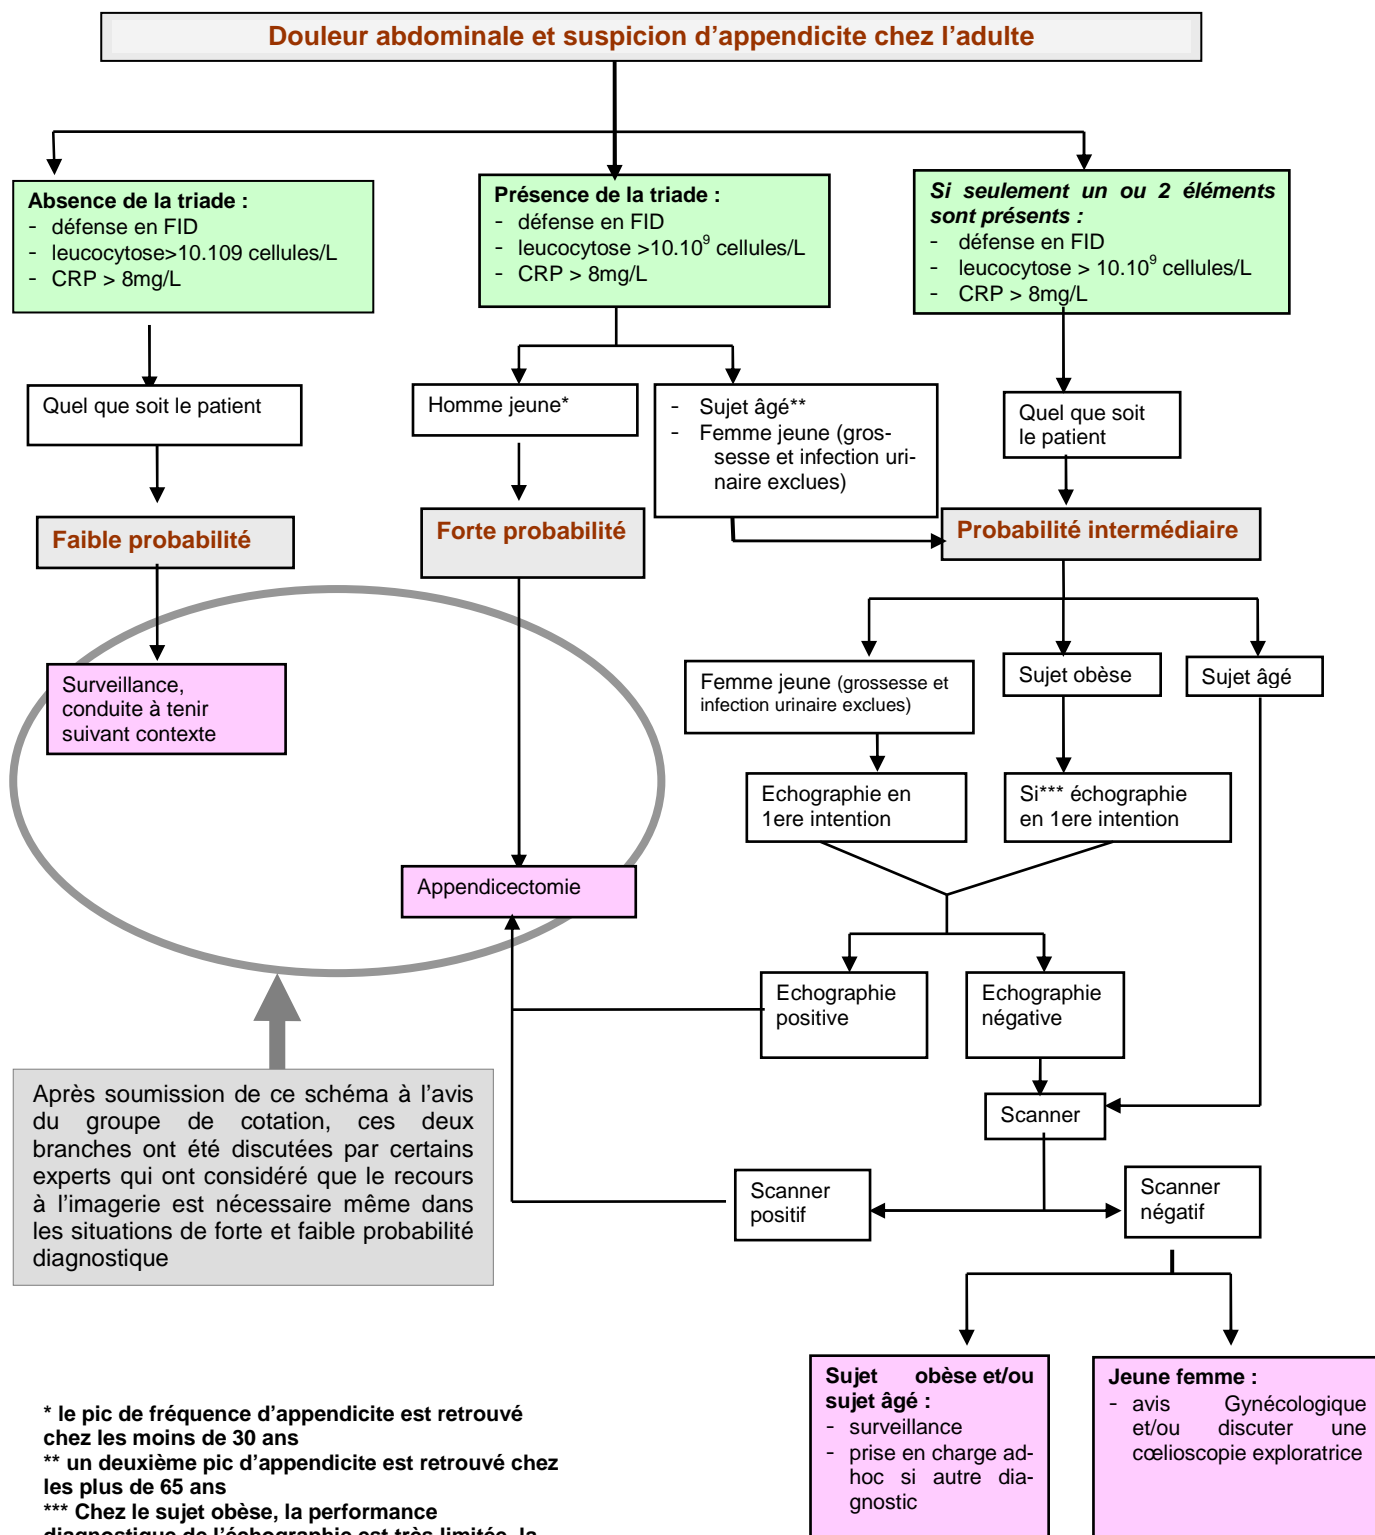 Douleur abdominale et suspicion d'appendicite chez l'adulte
Absence de la triade :
- défense en FID
- leucocytose>10.109 cellules/L
- CRP > 8mg/L
Présence de la triade :
- défense en FID
- leucocytose >10.10⁹ cellules/L
- CRP > 8mg/L
Si seulement un ou 2 éléments
sont présents :
- défense en FID
- leucocytose > 10.10⁹ cellules/L
- CRP > 8mg/L
Quel que soit le patient
Homme jeune*
- Sujet âgé**
- Femme jeune (gros-
sesse et infection uri-
naire exclues)
Quel que soit
le patient
Faible probabilité
Forte probabilité
Probabilité intermédiaire
Surveillance,
conduite à tenir
suivant contexte
Femme jeune (grossesse et
infection urinaire exclues)
Sujet obèse
Sujet âgé
Echographie en
1ere intention
Si*** échographie
en 1ere intention
Appendicectomie
Echographie
positive
Echographie
négative
Scanner
Après soumission de ce schéma à l'avis
du groupe de cotation, ces deux
branches ont été discutées par certains
experts qui ont considéré que le recours
à l'imagerie est nécessaire même dans
les situations de forte et faible probabilité
diagnostique
Scanner
positif
Scanner
négatif
Sujet obèse et/ou
sujet âgé :
- surveillance
- prise en charge ad-
hoc si autre dia-
gnostic
Jeune femme :
- avis Gynécologique
et/ou discuter une
cœlioscopie exploratrice
* le pic de fréquence d'appendicite est retrouvé
chez les moins de 30 ans
** un deuxième pic d'appendicite est retrouvé chez
les plus de 65 ans
*** Chez le sujet obèse, la performance
diagnostique de l'échographie est très limitée, la